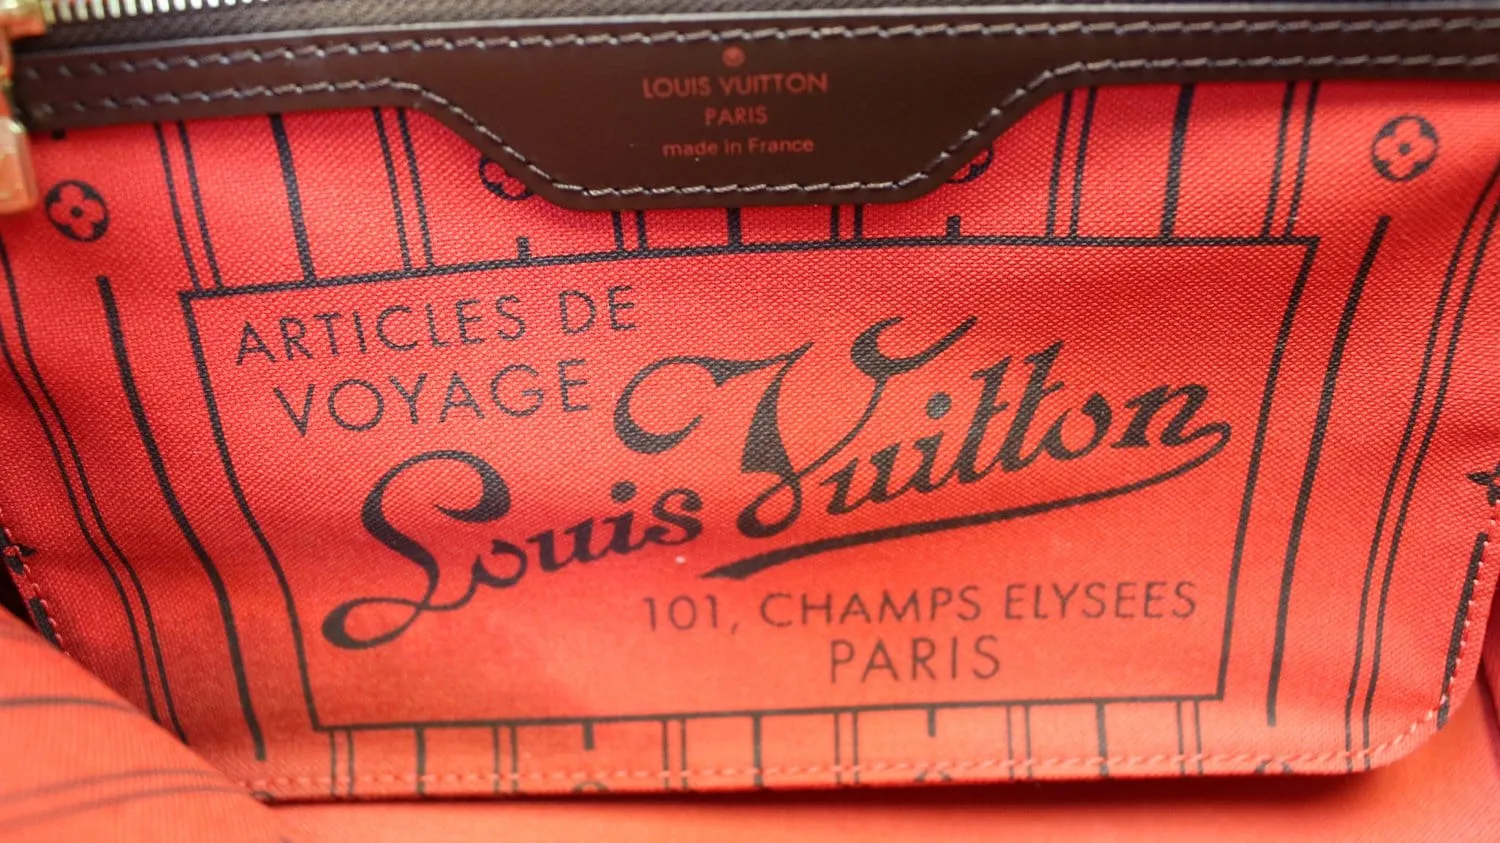 LOUIS VUITTON
PARIS
made in France
ARTICLES DE
VOYAGE
Louis Vuitton
101, CHAMPS ELYSEES
PARIS